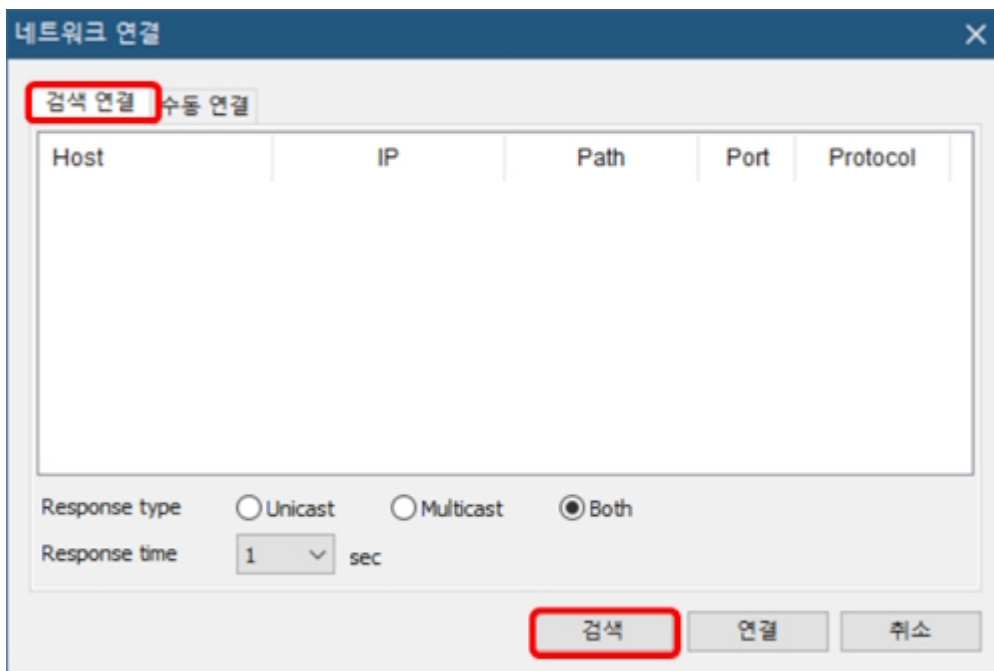 네트워크 연결
검색 연결 수동 연결
Host IP Path Port Protocol
Response type Unicast Multicast Both
Response time 1 sec
검색 연결 취소